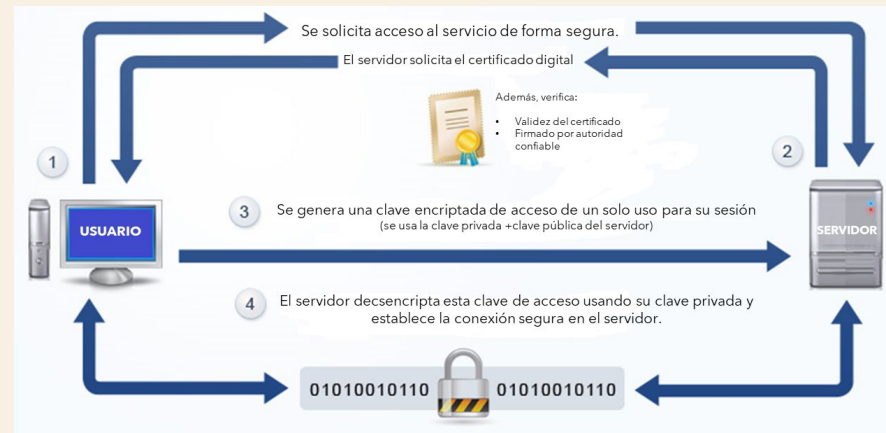 Se solicita acceso al servicio de forma segura.
El servidor solicita el certificado digital
Además, verifica:
• Validez del certificado
• Firmado por autoridad
confiable
1
2
USUARIO
SERVIDOR
3
Se genera una clave encriptada de acceso de un solo uso para su sesión
(se usa la clave privada +clave pública del servidor)
4
El servidor decsencripta esta clave de acceso usando su clave privada y
establece la conexión segura en el servidor.
01010010110
01010010110